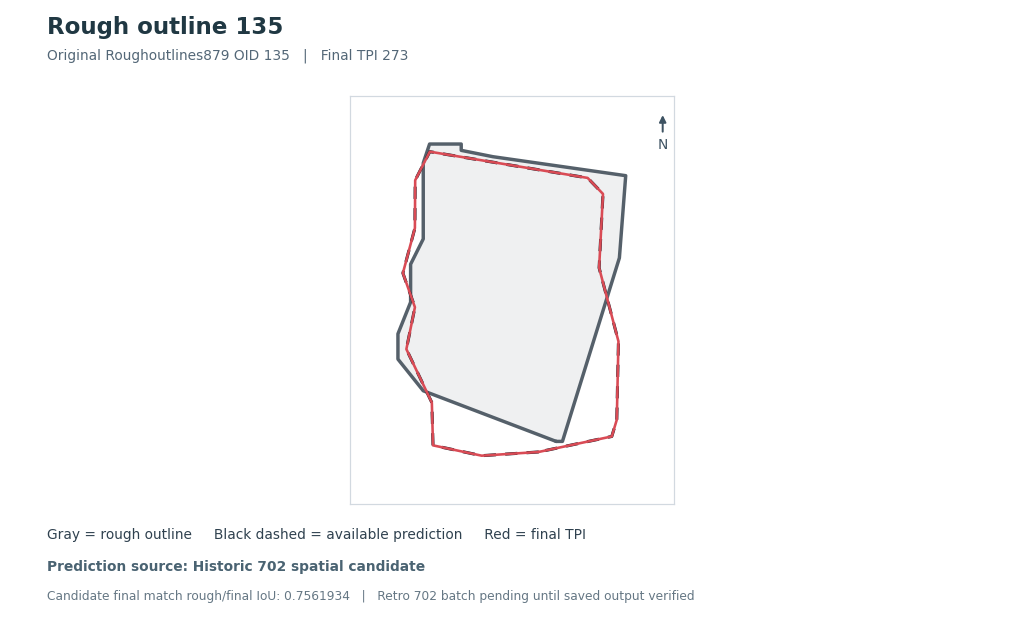 Rough outline 135
Original Roughoutlines879 OID 135   |   Final TPI 273
N
Gray = rough outline     Black dashed = available prediction     Red = final TPI
Prediction source: Historic 702 spatial candidate
Candidate final match rough/final IoU: 0.7561934   |   Retro 702 batch pending until saved output verified